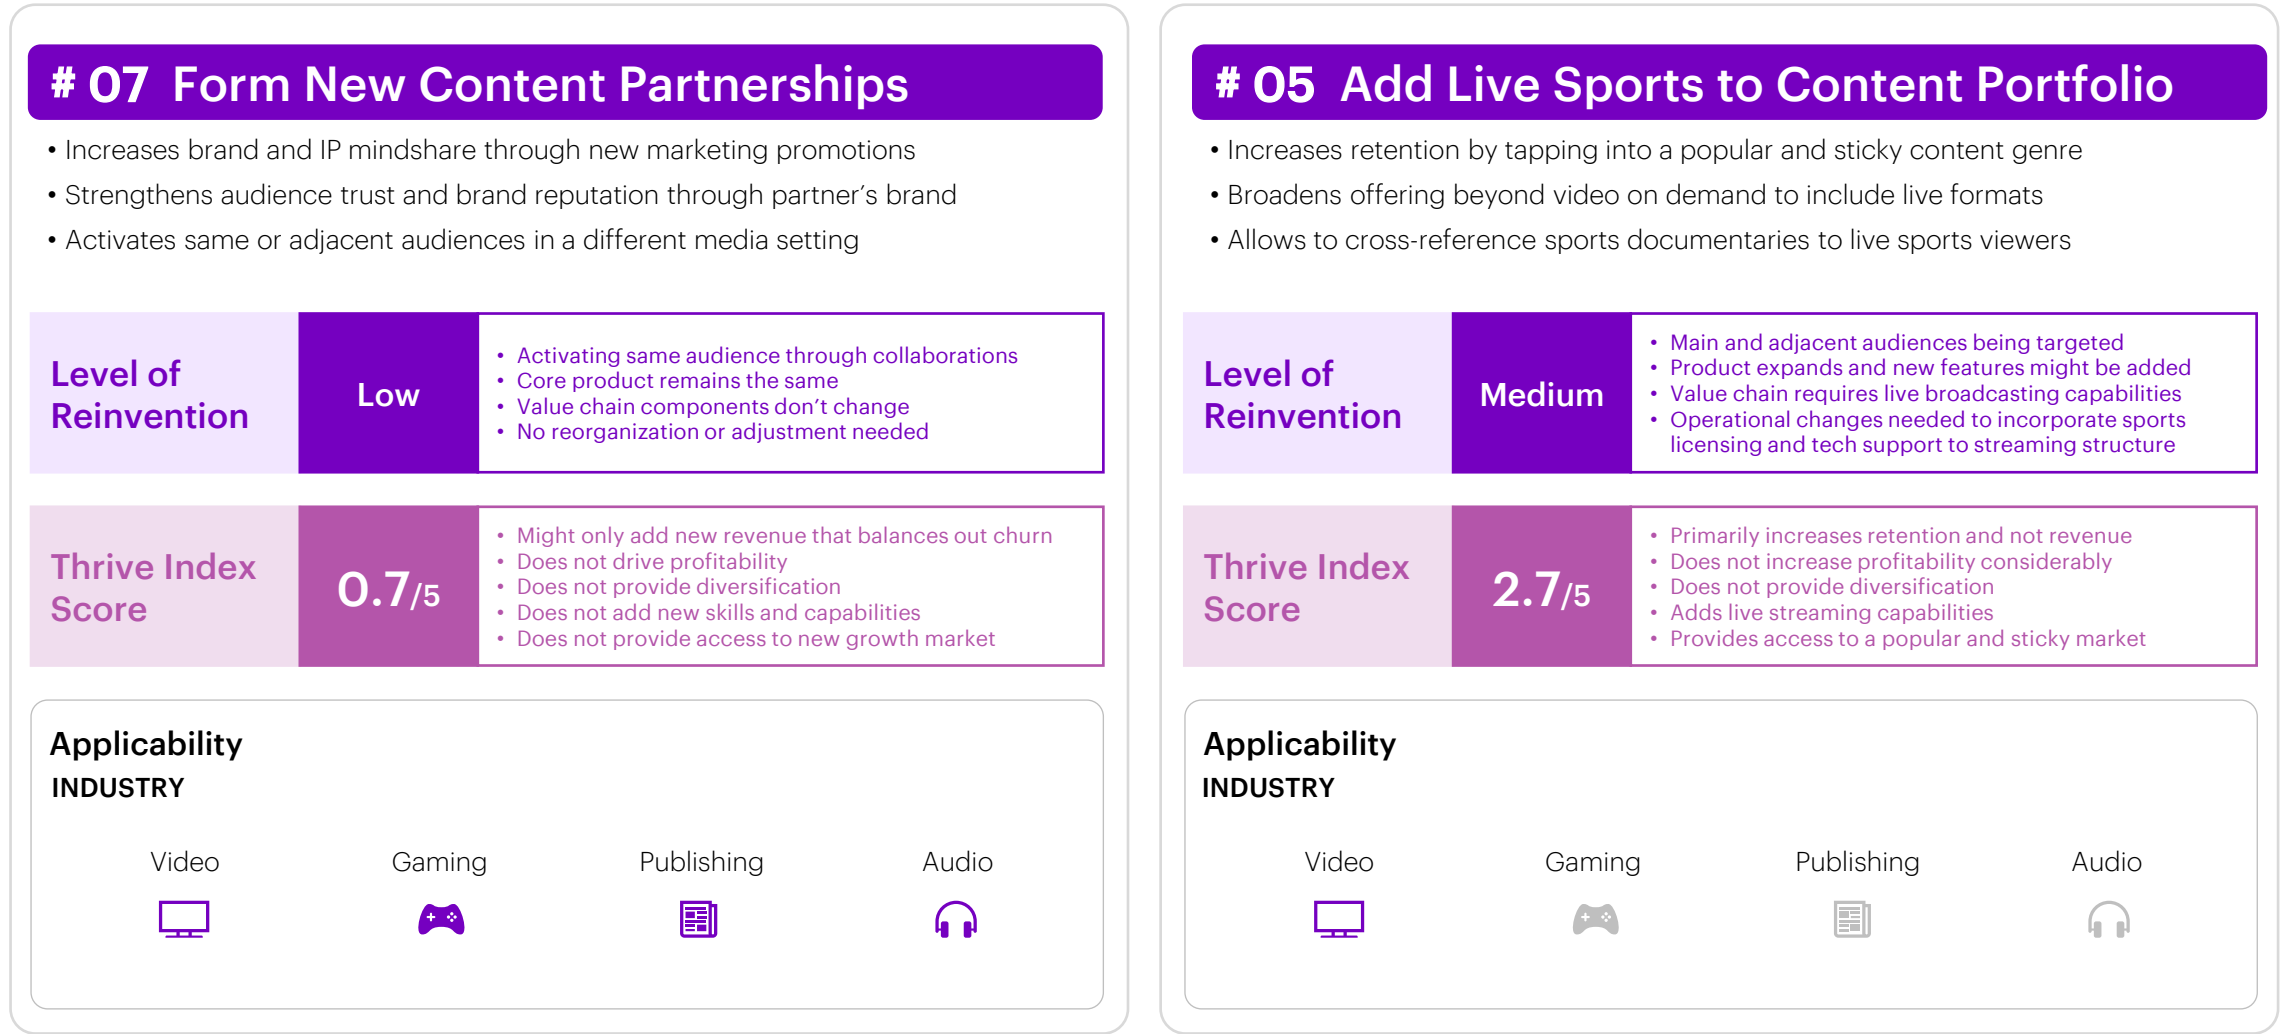 # 07 Form New Content Partnerships
• Increases brand and IP mindshare through new marketing promotions
• Strengthens audience trust and brand reputation through partner’s brand
• Activates same or adjacent audiences in a different media setting
Level of
Reinvention
Low
• Activating same audience through collaborations
• Core product remains the same
• Value chain components don’t change
• No reorganization or adjustment needed
Thrive Index
Score
0.7/5
• Might only add new revenue that balances out churn
• Does not drive profitability
• Does not provide diversification
• Does not add new skills and capabilities
• Does not provide access to new growth market
Applicability
INDUSTRY
Video Gaming Publishing Audio
# 05 Add Live Sports to Content Portfolio
• Increases retention by tapping into a popular and sticky content genre
• Broadens offering beyond video on demand to include live formats
• Allows to cross-reference sports documentaries to live sports viewers
Level of
Reinvention
Medium
• Main and adjacent audiences being targeted
• Product expands and new features might be added
• Value chain requires live broadcasting capabilities
• Operational changes needed to incorporate sports
licensing and tech support to streaming structure
Thrive Index
Score
2.7/5
• Primarily increases retention and not revenue
• Does not increase profitability considerably
• Does not provide diversification
• Adds live streaming capabilities
• Provides access to a popular and sticky market
Applicability
INDUSTRY
Video Gaming Publishing Audio